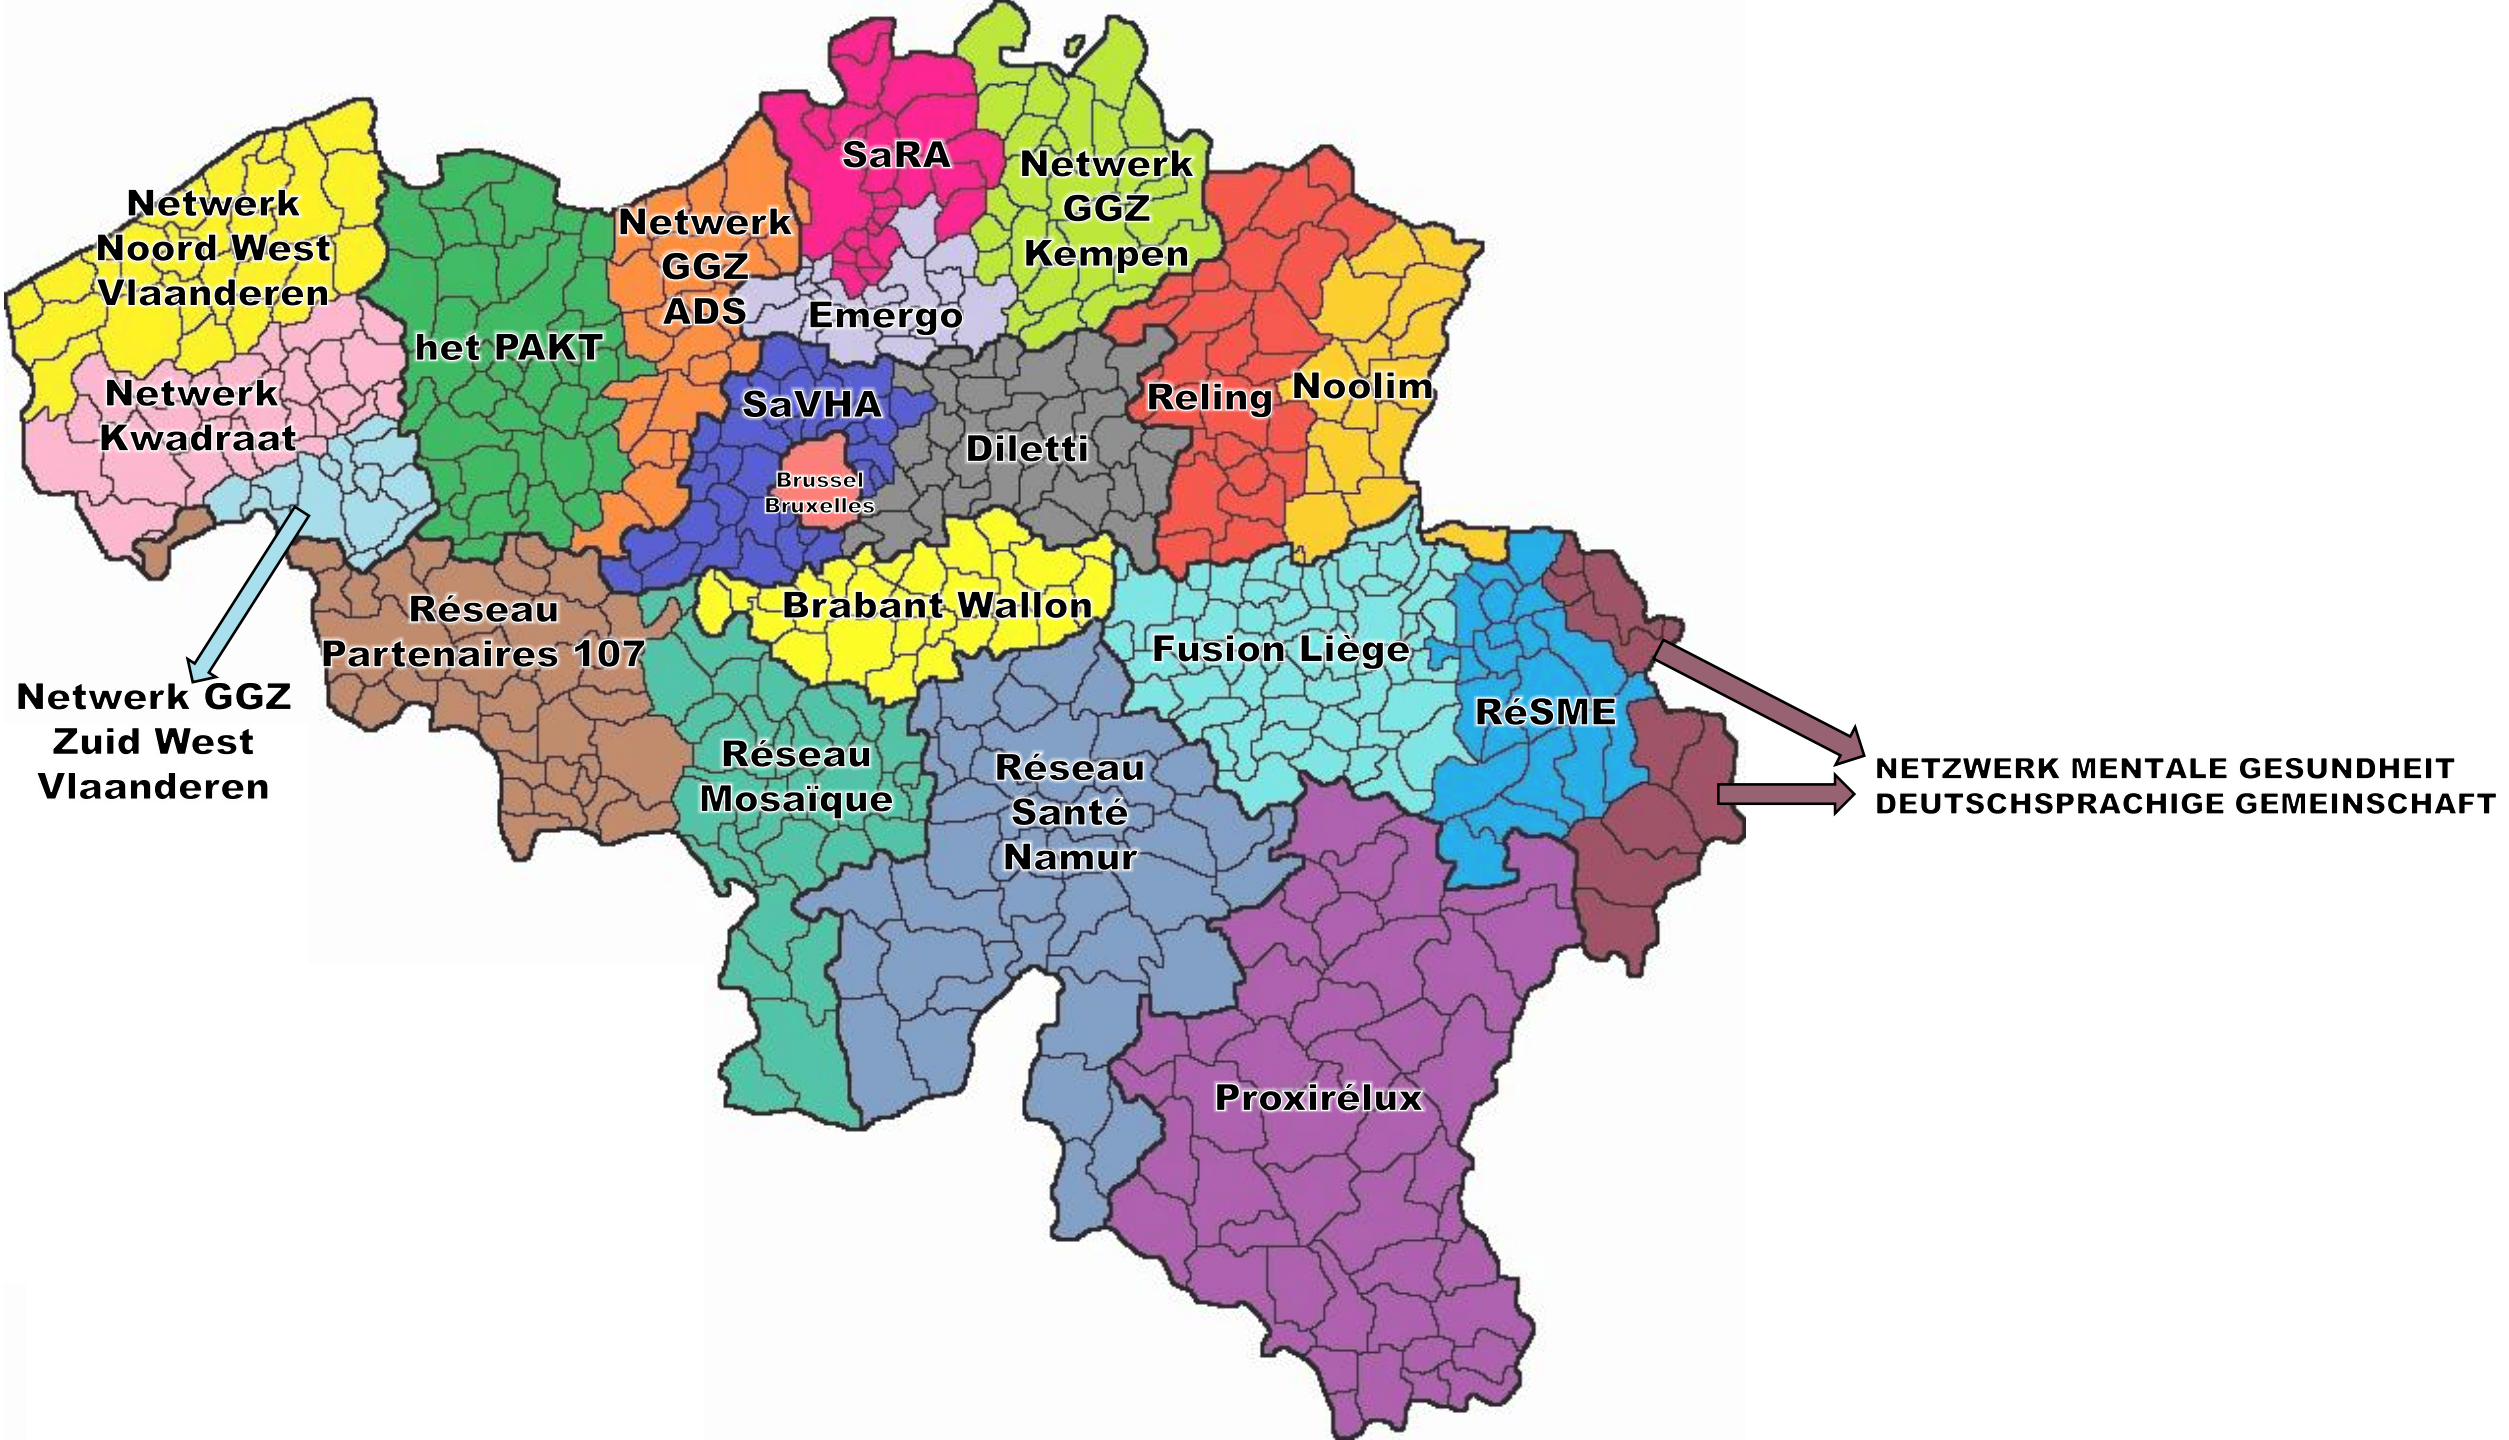 SaRA
Netwerk
GGZ
Kempen
Netwerk
Noord West
Vlaanderen
Netwerk
GGZ
ADS
Emergo
het PAKT
Netwerk
Kwadraat
SaVHA
Reling
Noolim
Diletti
Brussel
Bruxelles
Réseau
Partenaires 107
Brabant Wallon
Fusion Liège
Netwerk GGZ
Zuid West
Vlaanderen
RéSME
Réseau
Mosaïque
Réseau
Santé
Namur
NETZWERK MENTALE GESUNDHEIT
DEUTSCHSPRACHIGE GEMEINSCHAFT
Proxirélux